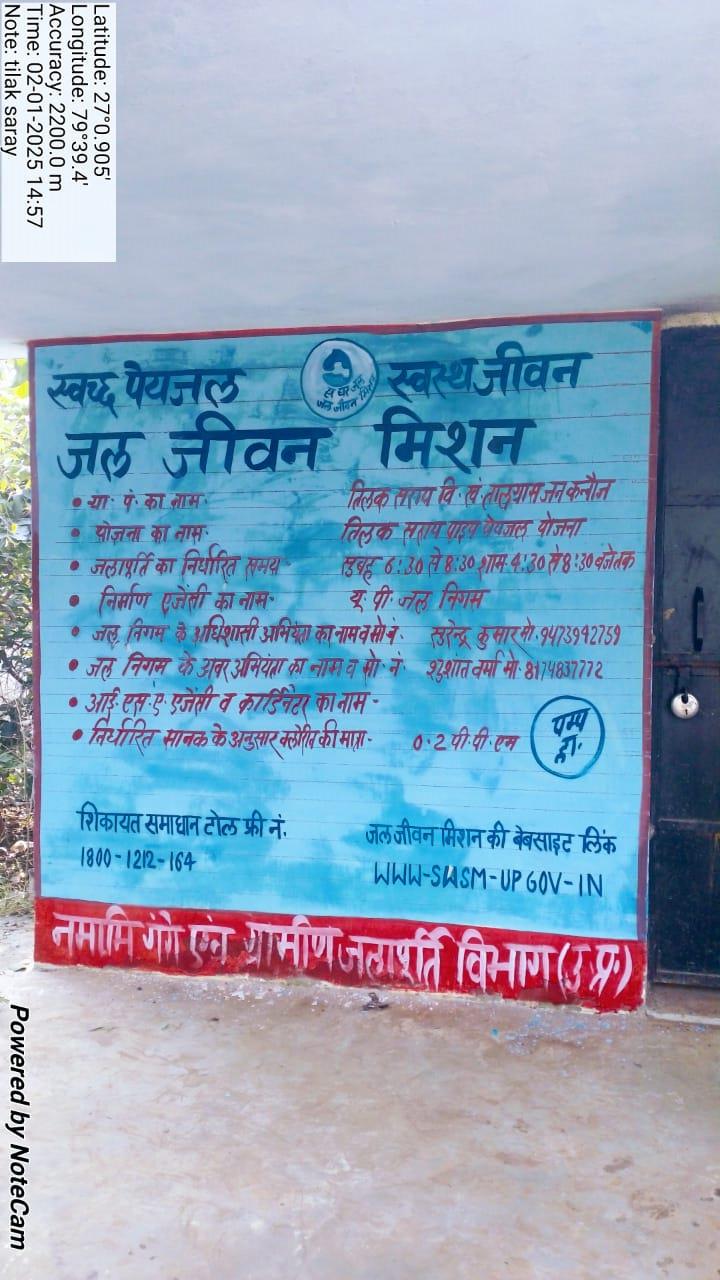 Latitude: 27°0.905'
Longitude: 79°39.4'
Accuracy: 2200.0 m
Time: 02-01-2025 14:57
Note: tilak saray
स्वच्छ पेयजल स्वस्थ जीवन
हर घर जल
जल जीवन मिशन
जल जीवन मिशन
• ग्रा. पं. का नाम- तिलक सराय वि. खं तालग्राम जन कन्नौज
• योजना का नाम- तिलक सराय पाइप पेयजल योजना
• जलापूर्ति का निर्धारित समय- सुबह 6:30 से 8:30 शाम 4:30 से 8:30 बजे तक
• निर्माण एजेंसी का नाम- यू. पी. जल निगम
• जल निगम के अधिशासी अभियंता का नाम व मो. नं. सुरेन्द्र कुमार मो. 9473942759
• जल निगम के अवर अभियंता का नाम व मो. नं. शुशांत वर्मा मो. 8174837772
• आई. एस. ए. एजेंसी व कार्डिनेटर का नाम-
• निर्धारित मानक के अनुसार क्लोरिन की मात्रा- 0.2 पी. पी. एम
पम्प हा.
शिकायत समाधान टोल फ्री नं. जल जीवन मिशन की बेबसाइट लिंक
1800-1212-164 WWW-SWSM-UP GOV-IN
नमामि गंगे एंव ग्रामीण जलापूर्ति विभाग (उ.प्र.)
Powered by NoteCam